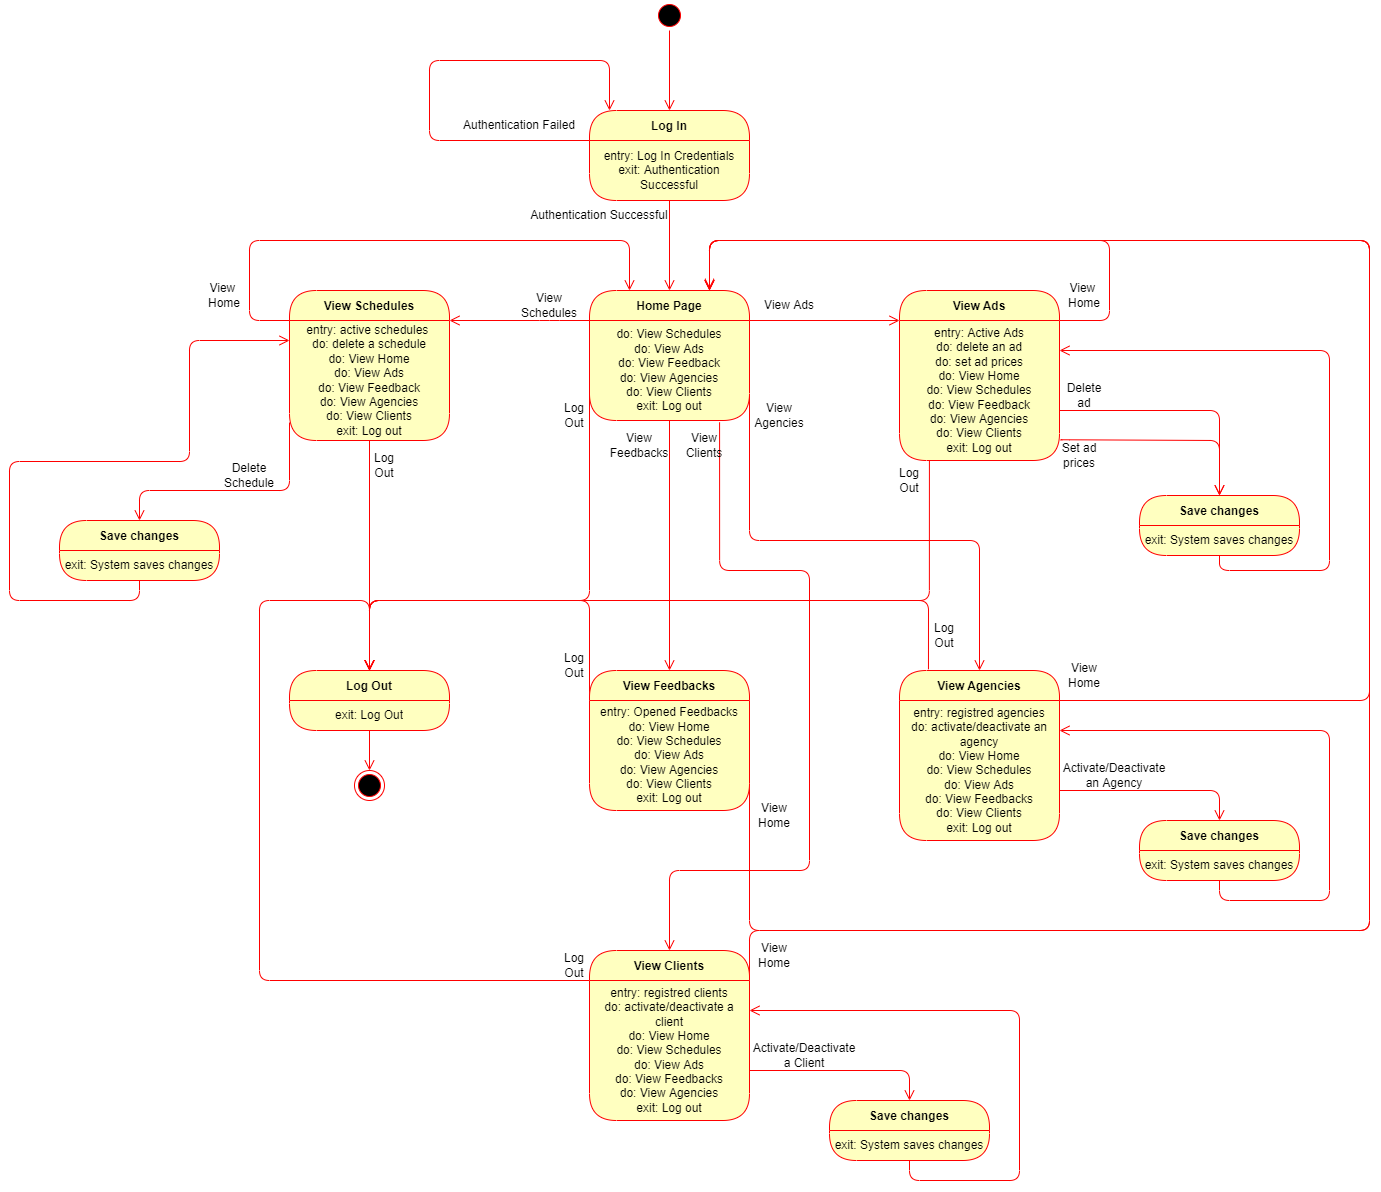 Authentication Failed
Log In
entry: Log In Credentials
exit: Authentication
Successful
Authentication Successful
View
Home
View Schedules
entry: active schedules
do: delete a schedule
do: View Home
do: View Ads
do: View Feedback
do: View Agencies
do: View Clients
exit: Log out
View
Schedules
Home Page
do: View Schedules
do: View Ads
do: View Feedback
do: View Agencies
do: View Clients
exit: Log out
View Ads
View Ads
entry: Active Ads
do: delete an ad
do: set ad prices
do: View Home
do: View Schedules
do: View Feedback
do: View Agencies
do: View Clients
exit: Log out
View
Home
Delete
ad
Set ad
prices
Log
Out
View
Feedbacks
View
Clients
View
Agencies
Log
Out
Log
Out
Delete
Schedule
Save changes
exit: System saves changes
Save changes
exit: System saves changes
Log Out
exit: Log Out
Log
Out
View Feedbacks
entry: Opened Feedbacks
do: View Home
do: View Schedules
do: View Ads
do: View Agencies
do: View Clients
exit: Log out
View
Home
Log
Out
View Agencies
entry: registred agencies
do: activate/deactivate an
agency
do: View Home
do: View Schedules
do: View Ads
do: View Feedbacks
do: View Clients
exit: Log out
View
Home
Activate/Deactivate
an Agency
Save changes
exit: System saves changes
Log
Out
View Clients
entry: registred clients
do: activate/deactivate a
client
do: View Home
do: View Schedules
do: View Ads
do: View Feedbacks
do: View Agencies
exit: Log out
View
Home
Activate/Deactivate
a Client
Save changes
exit: System saves changes